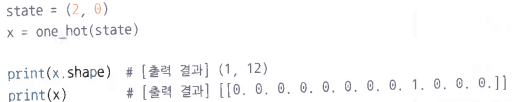 state = (2, 0)
x = one_hot(state)
print(x.shape) # [출력 결과] (1, 12)
print(x) # [출력 결과] [[0. 0. 0. 0. 0. 0. 0. 0. 1. 0. 0. 0.]]